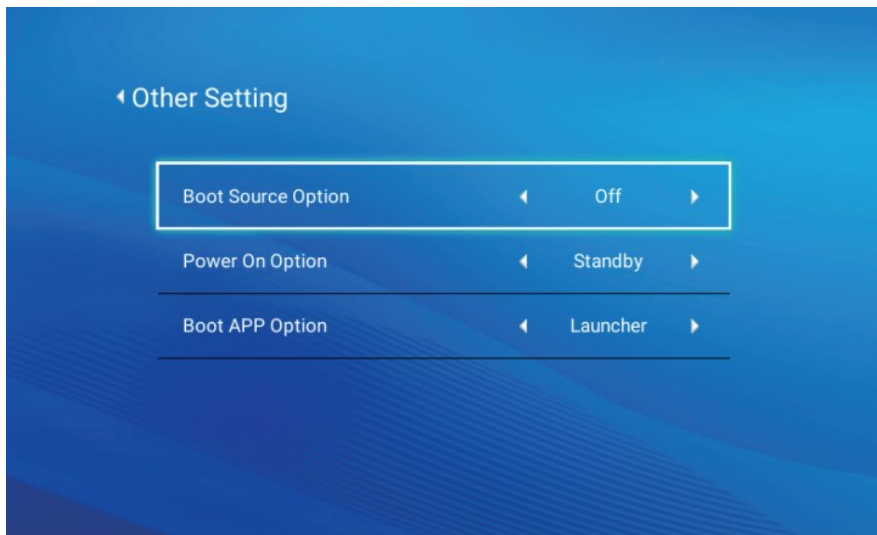 Other Setting
Boot Source Option Off
Power On Option Standby
Boot APP Option Launcher